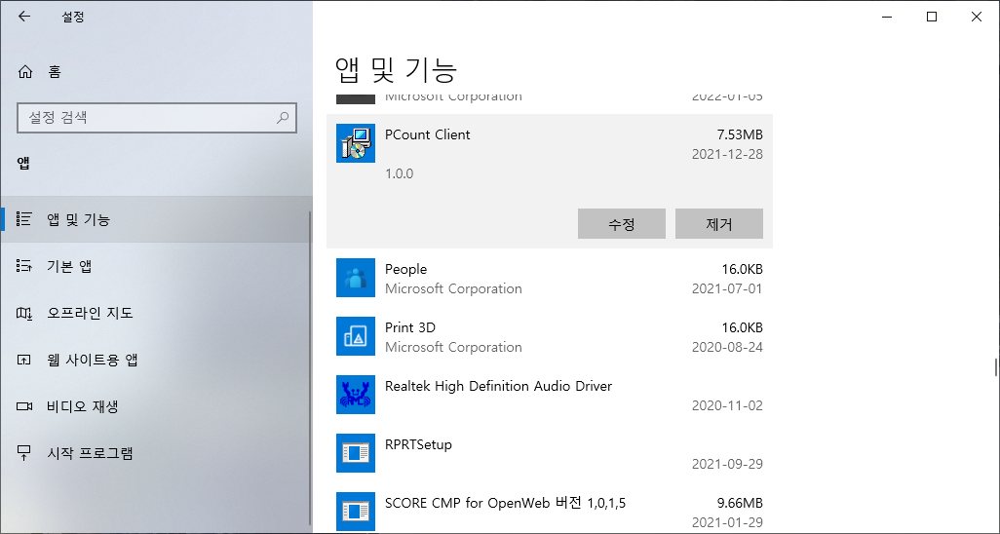 설정
홈
설정 검색
앱
앱 및 기능
기본 앱
오프라인 지도
웹 사이트용 앱
비디오 재생
시작 프로그램
앱 및 기능
Microsoft Corporation 2022-01-05
PCount Client 7.53MB
2021-12-28
1.0.0
수정 제거
People 16.0KB
Microsoft Corporation 2021-07-01
Print 3D 16.0KB
Microsoft Corporation 2020-08-24
Realtek High Definition Audio Driver
2020-11-02
RPRTSetup
2021-09-29
SCORE CMP for OpenWeb 버전 1,0,1,5 9.66MB
2021-01-29